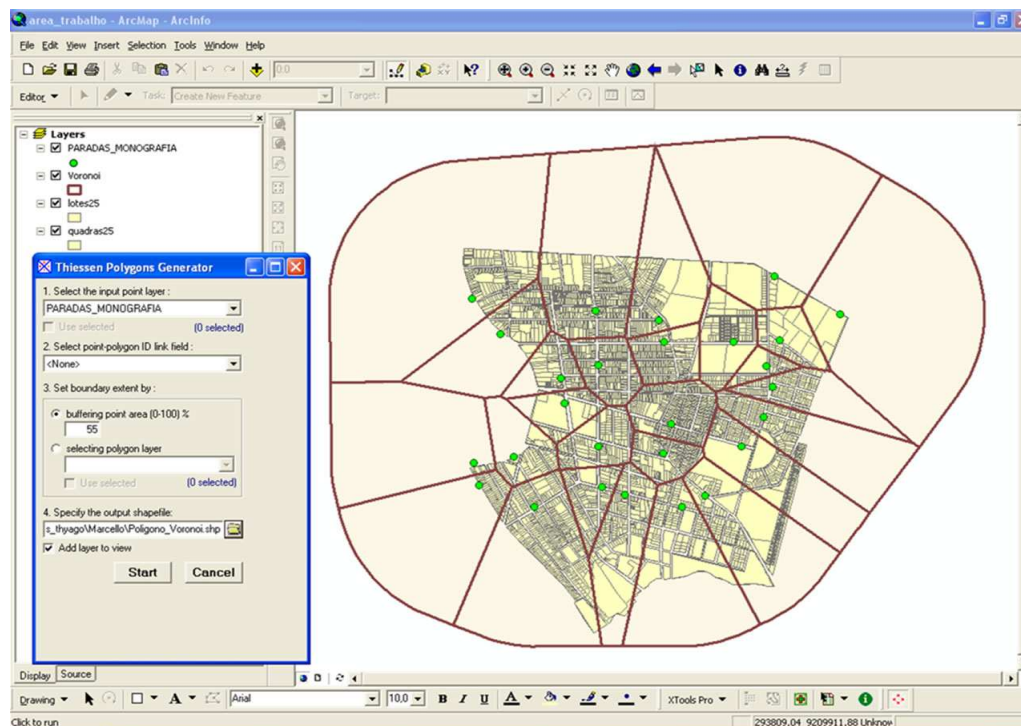 area_trabalho - ArcMap - ArcInfo
File Edit View Insert Selection Tools Window Help
0:0
Editor Task: Create New Feature Target:
Layers
PARADAS_MONOGRAFIA
Voronoi
lotes25
quadras25
Thiessen Polygons Generator
1. Select the input point layer :
PARADAS_MONOGRAFIA
Use selected (0 selected)
2. Select point-polygon ID link field :
<None>
3. Set boundary extent by :
buffering point area (0-100) %
55
selecting polygon layer
Use selected (0 selected)
4. Specify the output shapefile:
s_thyago\Marcello\Poligono_Voronoi.shp
Add layer to view
Start Cancel
Display Source
Drawing A Arial 10,0 B I U A XTools Pro
Click to run 293809,04 9209911,88 Unknow